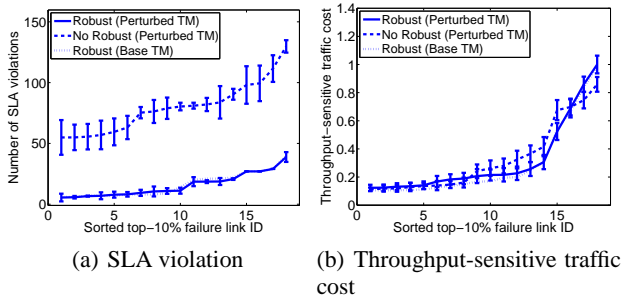 Robust (Perturbed TM)
No Robust (Perturbed TM)
Robust (Base TM)
150
100
50
0
0
5
10
15
Number of SLA violations
Sorted top-10% failure link ID
(a) SLA violation
Robust (Perturbed TM)
No Robust (Perturbed TM)
Robust (Base TM)
1.4
1.2
1
0.8
0.6
0.4
0.2
0
0
5
10
15
Throughput-sensitive traffic cost
Sorted top-10% failure link ID
(b) Throughput-sensitive traffic
cost